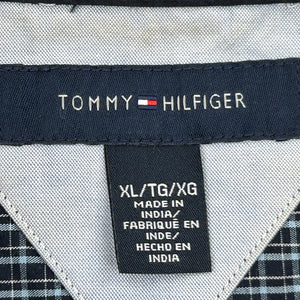 TOMMY HILFIGER
XL/TG/XG
MADE IN
INDIA/
FABRIQUÉ EN
INDE/
HECHO EN
INDIA